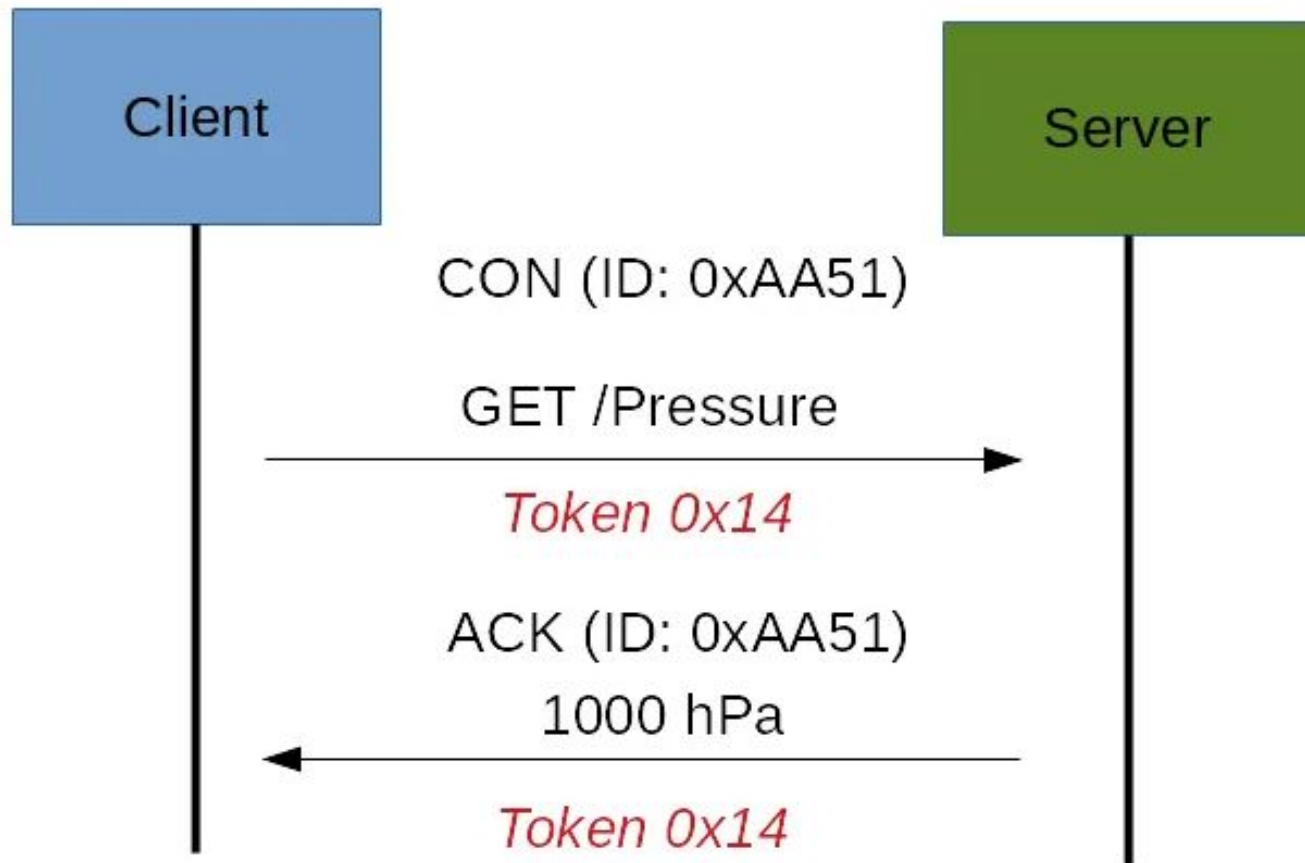 Client
Server
CON (ID: 0xAA51)
GET /Pressure
Token 0x14
ACK (ID: 0xAA51)
1000 hPa
Token 0x14